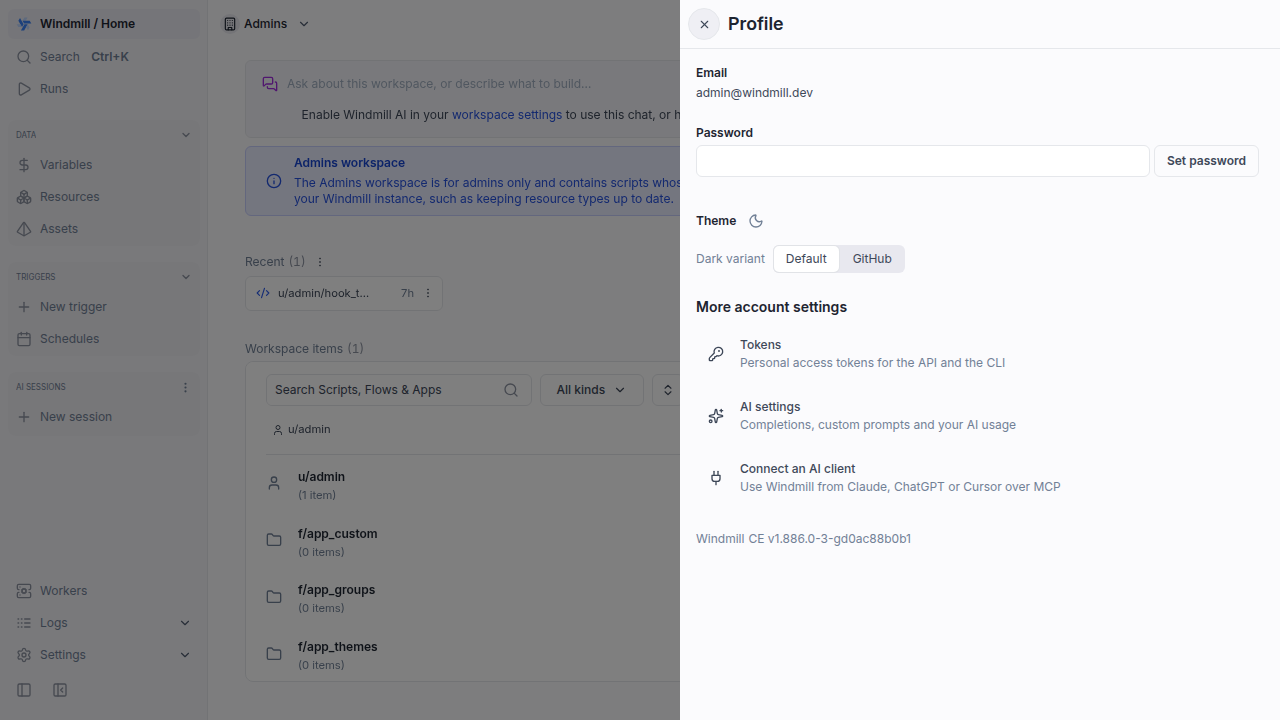 Windmill / Home
Search Ctrl+K
Runs
DATA
Variables
Resources
Assets
TRIGGERS
New trigger
Schedules
AI SESSIONS
New session
Workers
Logs
Settings
Admins
Ask about this workspace, or describe what to build...
Enable Windmill AI in your workspace settings to use this chat, or h
Admins workspace
The Admins workspace is for admins only and contains scripts whos
your Windmill instance, such as keeping resource types up to date.
Recent (1)
u/admin/hook_t... 7h
Workspace items (1)
Search Scripts, Flows & Apps
All kinds
u/admin
u/admin
(1 item)
f/app_custom
(0 items)
f/app_groups
(0 items)
f/app_themes
(0 items)
Profile
Email
admin@windmill.dev
Password
Set password
Theme
Dark variant Default GitHub
More account settings
Tokens
Personal access tokens for the API and the CLI
AI settings
Completions, custom prompts and your AI usage
Connect an AI client
Use Windmill from Claude, ChatGPT or Cursor over MCP
Windmill CE v1.886.0-3-gd0ac88b0b1